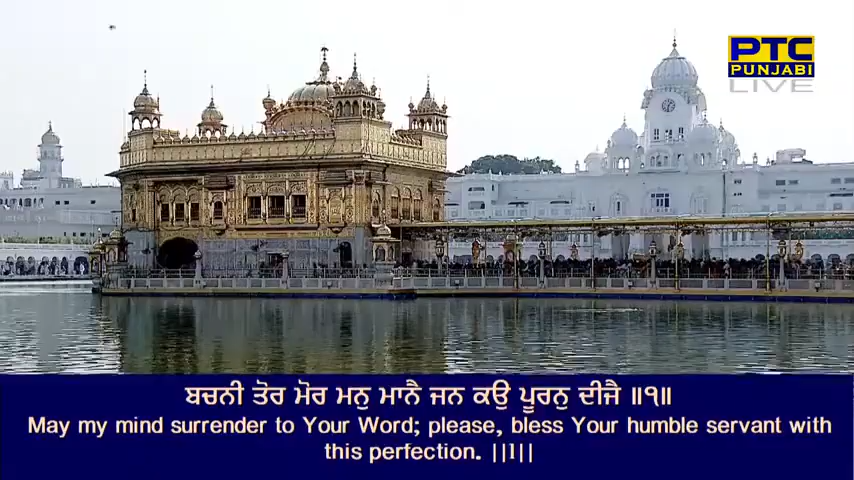 PTC
PUNJABI
LIVE
ਬਚਨੀ ਤੋਰ ਮੋਰ ਮਨੁ ਮਾਨੈ ਜਨ ਕਉ ਪੂਰਨੁ ਦੀਜੈ ॥੧॥
May my mind surrender to Your Word; please, bless Your humble servant with
this perfection. ||1||